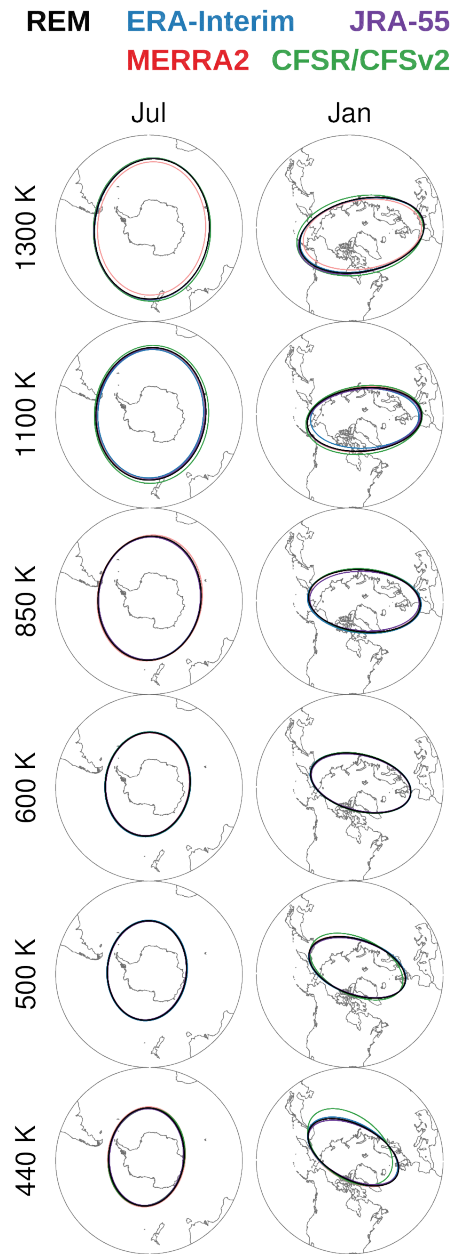 REM ERA-Interim JRA-55
MERRA2 CFSR/CFSv2
Jul Jan
1300 K
1100 K
850 K
600 K
500 K
440 K